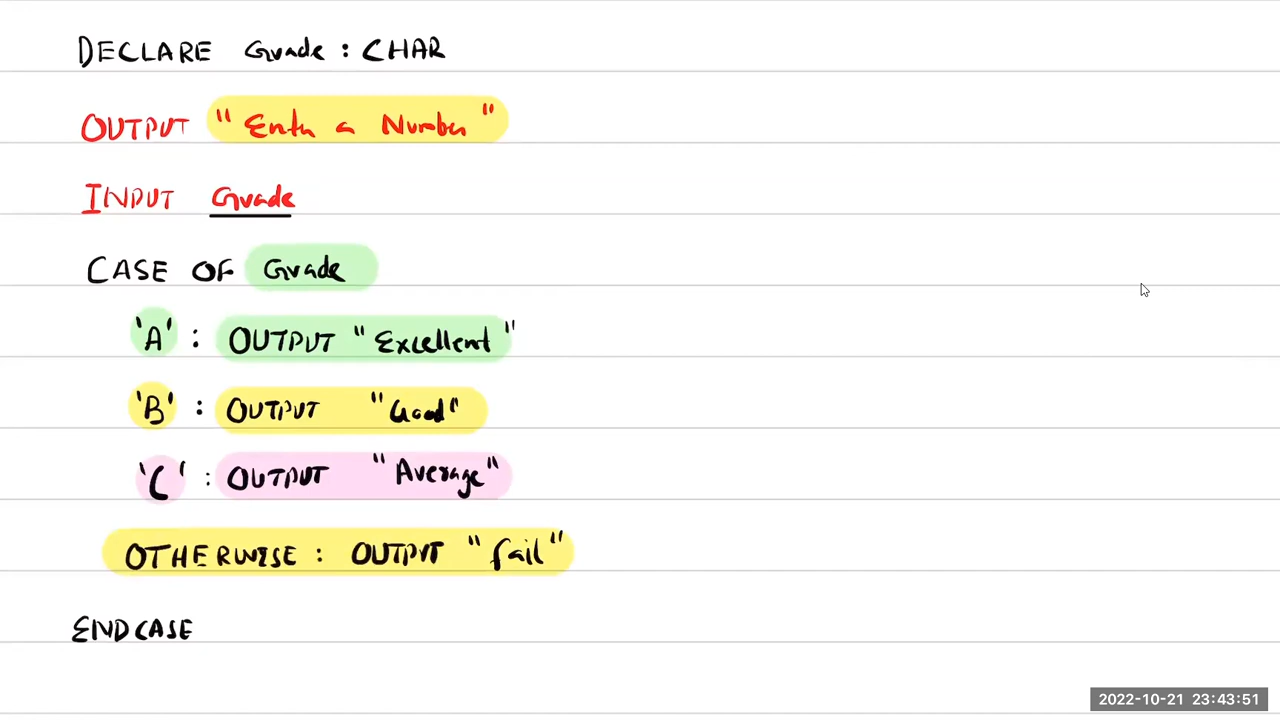 DECLARE Grade : CHAR
OUTPUT "Enter a Number"
INPUT Grade
CASE OF Grade
'A' : OUTPUT "Excellent"
'B' : OUTPUT "Good"
'C' : OUTPUT "Average"
OTHERWISE : OUTPUT "fail"
ENDCASE
2022-10-21 23:43:51